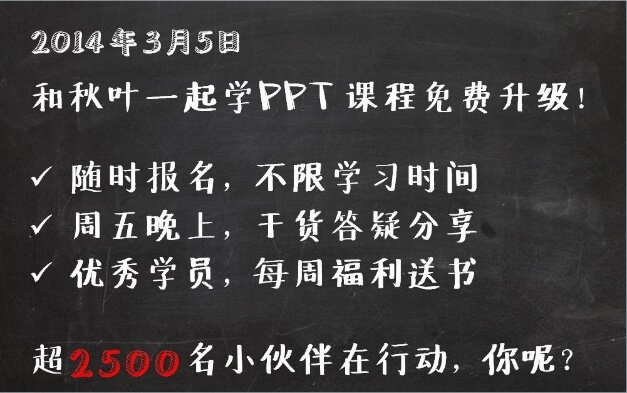 2014年3月5日
和秋叶一起学PPT 课程免费升级!
✓ 随时报名，不限学习时间
✓ 周五晚上，干货答疑分享
✓ 优秀学员，每周福利送书
超2500名小伙伴在行动，你呢？